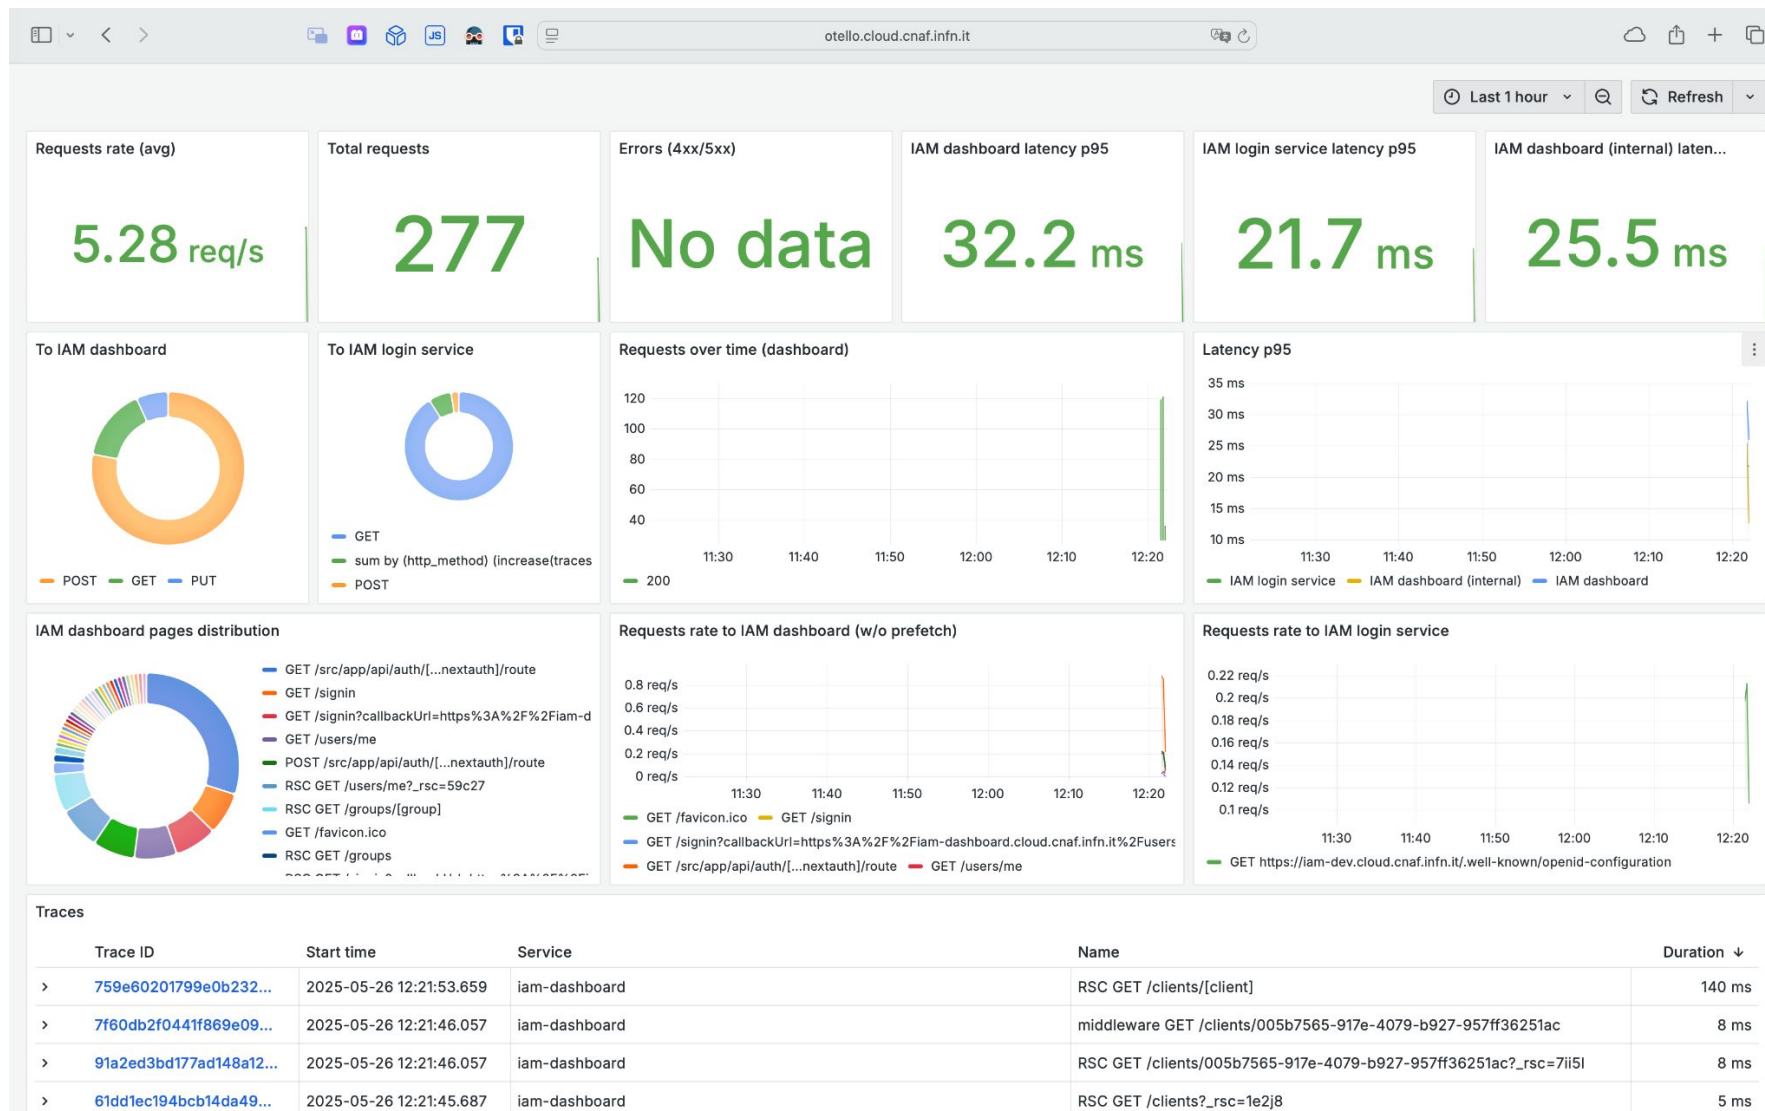 otello.cloud.cnaf.infn.it
JS
Last 1 hour
Refresh
Requests rate (avg)
5.28 req/s
Total requests
277
Errors (4xx/5xx)
No data
IAM dashboard latency p95
32.2 ms
IAM login service latency p95
21.7 ms
IAM dashboard (internal) laten...
25.5 ms
To IAM dashboard
POST GET PUT
To IAM login service
GET
sum by (http_method) (increase(traces
POST
Requests over time (dashboard)
120
100
80
60
40
11:30 11:40 11:50 12:00 12:10 12:20
200
Latency p95
35 ms
30 ms
25 ms
20 ms
15 ms
10 ms
11:30 11:40 11:50 12:00 12:10 12:20
IAM login service IAM dashboard (internal) IAM dashboard
IAM dashboard pages distribution
GET /src/app/api/auth/[...nextauth]/route
GET /signin
GET /signin?callbackUrl=https%3A%2F%2Fiam-d
GET /users/me
POST /src/app/api/auth/[...nextauth]/route
RSC GET /users/me?_rsc=59c27
RSC GET /groups/[group]
GET /favicon.ico
RSC GET /groups
Requests rate to IAM dashboard (w/o prefetch)
0.8 req/s
0.6 req/s
0.4 req/s
0.2 req/s
0 req/s
11:30 11:40 11:50 12:00 12:10 12:20
GET /favicon.ico GET /signin
GET /signin?callbackUrl=https%3A%2F%2Fiam-dashboard.cloud.cnaf.infn.it%2Fusers
GET /src/app/api/auth/[...nextauth]/route GET /users/me
Requests rate to IAM login service
0.22 req/s
0.2 req/s
0.18 req/s
0.16 req/s
0.14 req/s
0.12 req/s
0.1 req/s
11:30 11:40 11:50 12:00 12:10 12:20
GET https://iam-dev.cloud.cnaf.infn.it/.well-known/openid-configuration
Traces
Trace ID Start time Service Name Duration
759e60201799e0b232... 2025-05-26 12:21:53.659 iam-dashboard RSC GET /clients/[client] 140 ms
7f60db2f0441f869e09... 2025-05-26 12:21:46.057 iam-dashboard middleware GET /clients/005b7565-917e-4079-b927-957ff36251ac 8 ms
91a2ed3bd177ad148a12... 2025-05-26 12:21:46.057 iam-dashboard RSC GET /clients/005b7565-917e-4079-b927-957ff36251ac?_rsc=7ii5l 8 ms
61dd1ec194bcb14da49... 2025-05-26 12:21:45.687 iam-dashboard RSC GET /clients?_rsc=1e2j8 5 ms